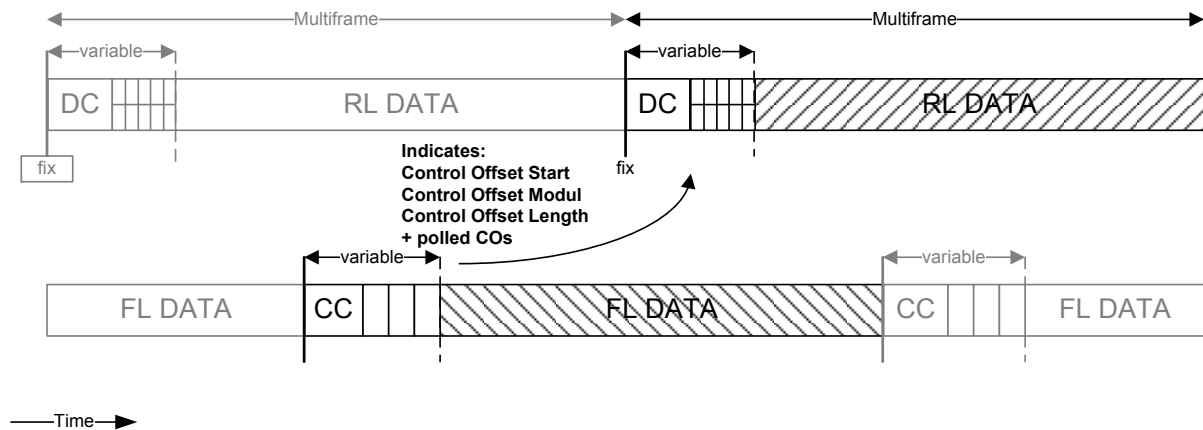 Multiframe
Multiframe
variable
variable
DC
RL DATA
DC
RL DATA
fix
fix
Indicates:
Control Offset Start
Control Offset Modul
Control Offset Length
+ polled COs
variable
variable
FL DATA
CC
FL DATA
CC
FL DATA
Time